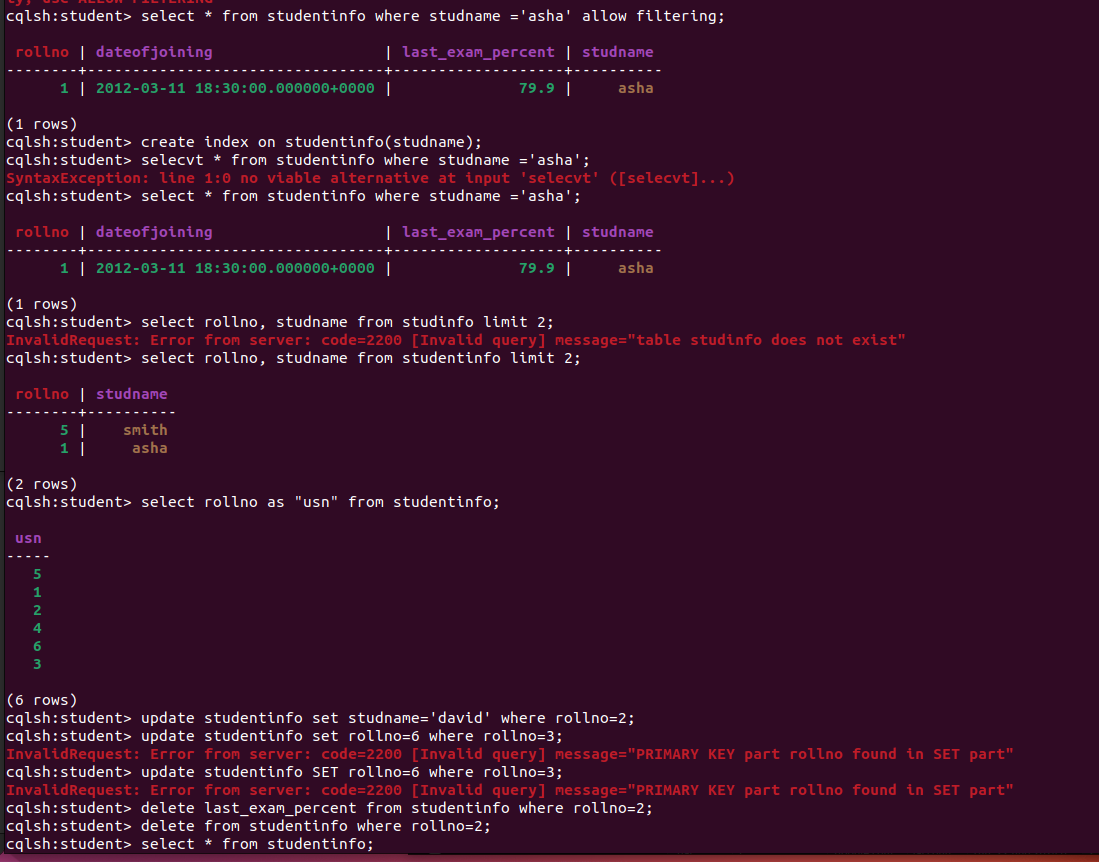 ty, use ALLOW FILTERING
cqlsh:student> select * from studentinfo where studname ='asha' allow filtering;
rollno | dateofjoining | last_exam_percent | studname
--------+---------------------------------+-------------------+----------
1 | 2012-03-11 18:30:00.000000+0000 | 79.9 | asha
(1 rows)
cqlsh:student> create index on studentinfo(studname);
cqlsh:student> selecvt * from studentinfo where studname ='asha';
SyntaxException: line 1:0 no viable alternative at input 'selecvt' ([selecvt]...)
cqlsh:student> select * from studentinfo where studname ='asha';
rollno | dateofjoining | last_exam_percent | studname
--------+---------------------------------+-------------------+----------
1 | 2012-03-11 18:30:00.000000+0000 | 79.9 | asha
(1 rows)
cqlsh:student> select rollno, studname from studinfo limit 2;
InvalidRequest: Error from server: code=2200 [Invalid query] message="table studinfo does not exist"
cqlsh:student> select rollno, studname from studentinfo limit 2;
rollno | studname
--------+----------
5 | smith
1 | asha
(2 rows)
cqlsh:student> select rollno as "usn" from studentinfo;
usn
-----
5
1
2
4
6
3
(6 rows)
cqlsh:student> update studentinfo set studname='david' where rollno=2;
cqlsh:student> update studentinfo set rollno=6 where rollno=3;
InvalidRequest: Error from server: code=2200 [Invalid query] message="PRIMARY KEY part rollno found in SET part"
cqlsh:student> update studentinfo SET rollno=6 where rollno=3;
InvalidRequest: Error from server: code=2200 [Invalid query] message="PRIMARY KEY part rollno found in SET part"
cqlsh:student> delete last_exam_percent from studentinfo where rollno=2;
cqlsh:student> delete from studentinfo where rollno=2;
cqlsh:student> select * from studentinfo;